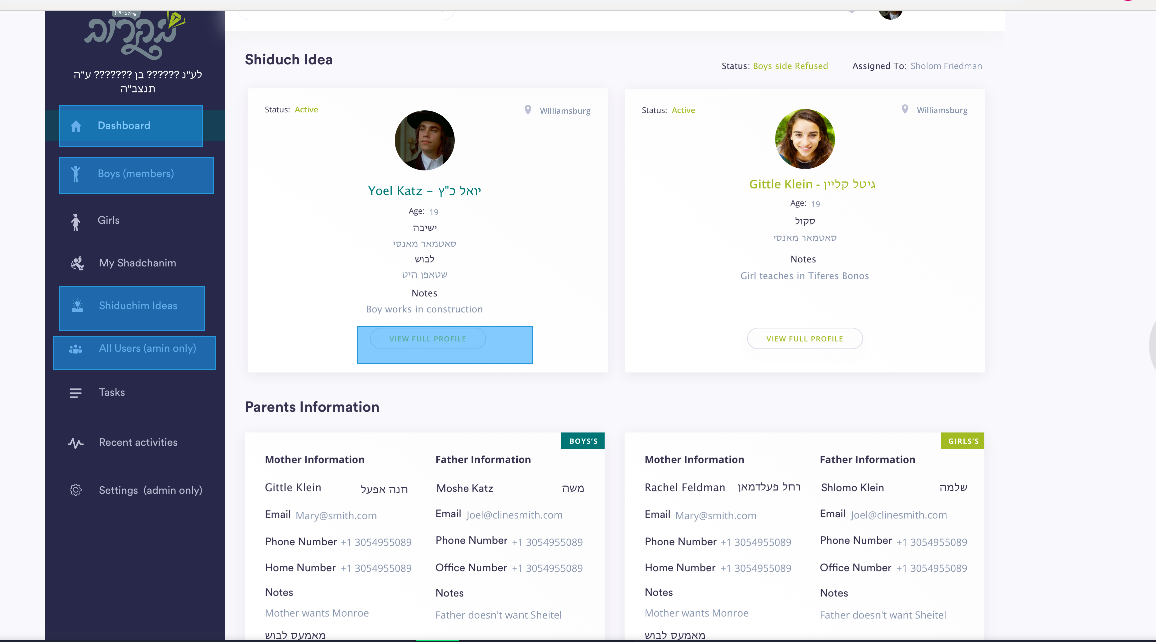 בקרוב
לע"נ ?????? בן ??????? ע"ה
תנצב"ה
Dashboard
Boys (members)
Girls
My Shadchanim
Shiduchim Ideas
All Users (amin only)
Tasks
Recent activities
Settings (admin only)
Shiduch Idea
Status: Boys side Refused
Assigned To: Sholom Friedman
Status: Active
Williamsburg
Yoel Katz – יואל כ"ץ
Age: 19
ישיבה
סאטמאר מאנסי
לבוש
שטאפן היט
Notes
Boy works in construction
VIEW FULL PROFILE
Status: Active
Williamsburg
Gittle Klein - גיטל קליין
Age: 19
סקול
סאטמאר מאנסי
Notes
Girl teaches in Tiferes Bonos
VIEW FULL PROFILE
Parents Information
BOYS'S
Mother Information
Gittle Klein חנה אפעל
Email Mary@smith.com
Phone Number +1 3054955089
Home Number +1 3054955089
Notes
Mother wants Monroe
מאמעס לבוש
Father Information
Moshe Katz משה
Email Joel@clinesmith.com
Phone Number +1 3054955089
Office Number +1 3054955089
Notes
Father doesn't want Sheitel
GIRLS'S
Mother Information
Rachel Feldman רחל פעלדמאן
Email Mary@smith.com
Phone Number +1 3054955089
Home Number +1 3054955089
Notes
Mother wants Monroe
מאמעס לבוש
Father Information
Shlomo Klein שלמה
Email Joel@clinesmith.com
Phone Number +1 3054955089
Office Number +1 3054955089
Notes
Father doesn't want Sheitel